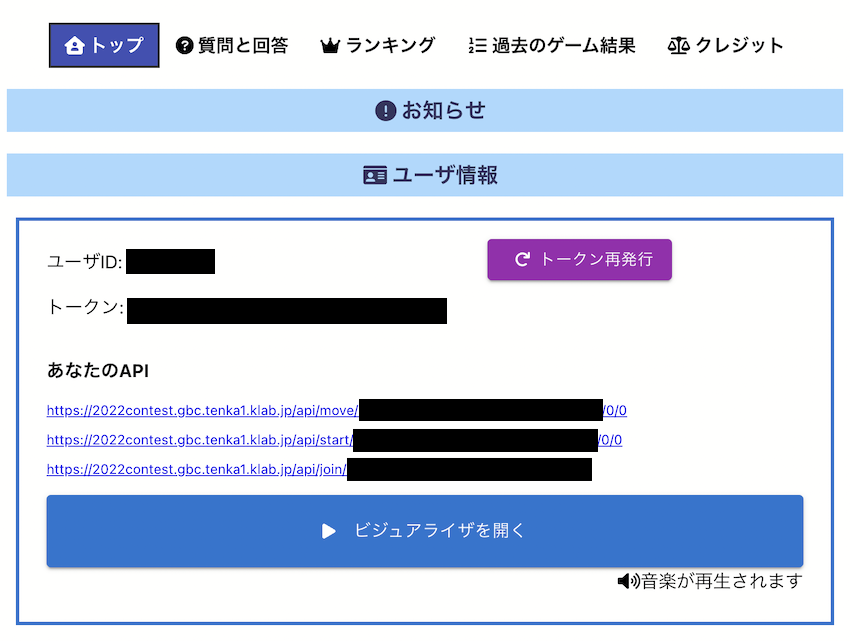 トップ 質問と回答 ランキング 過去のゲーム結果 クレジット
お知らせ
ユーザ情報
ユーザID:
トークン再発行
トークン:
あなたのAPI
https://2022contest.gbc.tenka1.klab.jp/api/move/ /0/0
https://2022contest.gbc.tenka1.klab.jp/api/start/ /0/0
https://2022contest.gbc.tenka1.klab.jp/api/join/
ビジュアライザを開く
音楽が再生されます